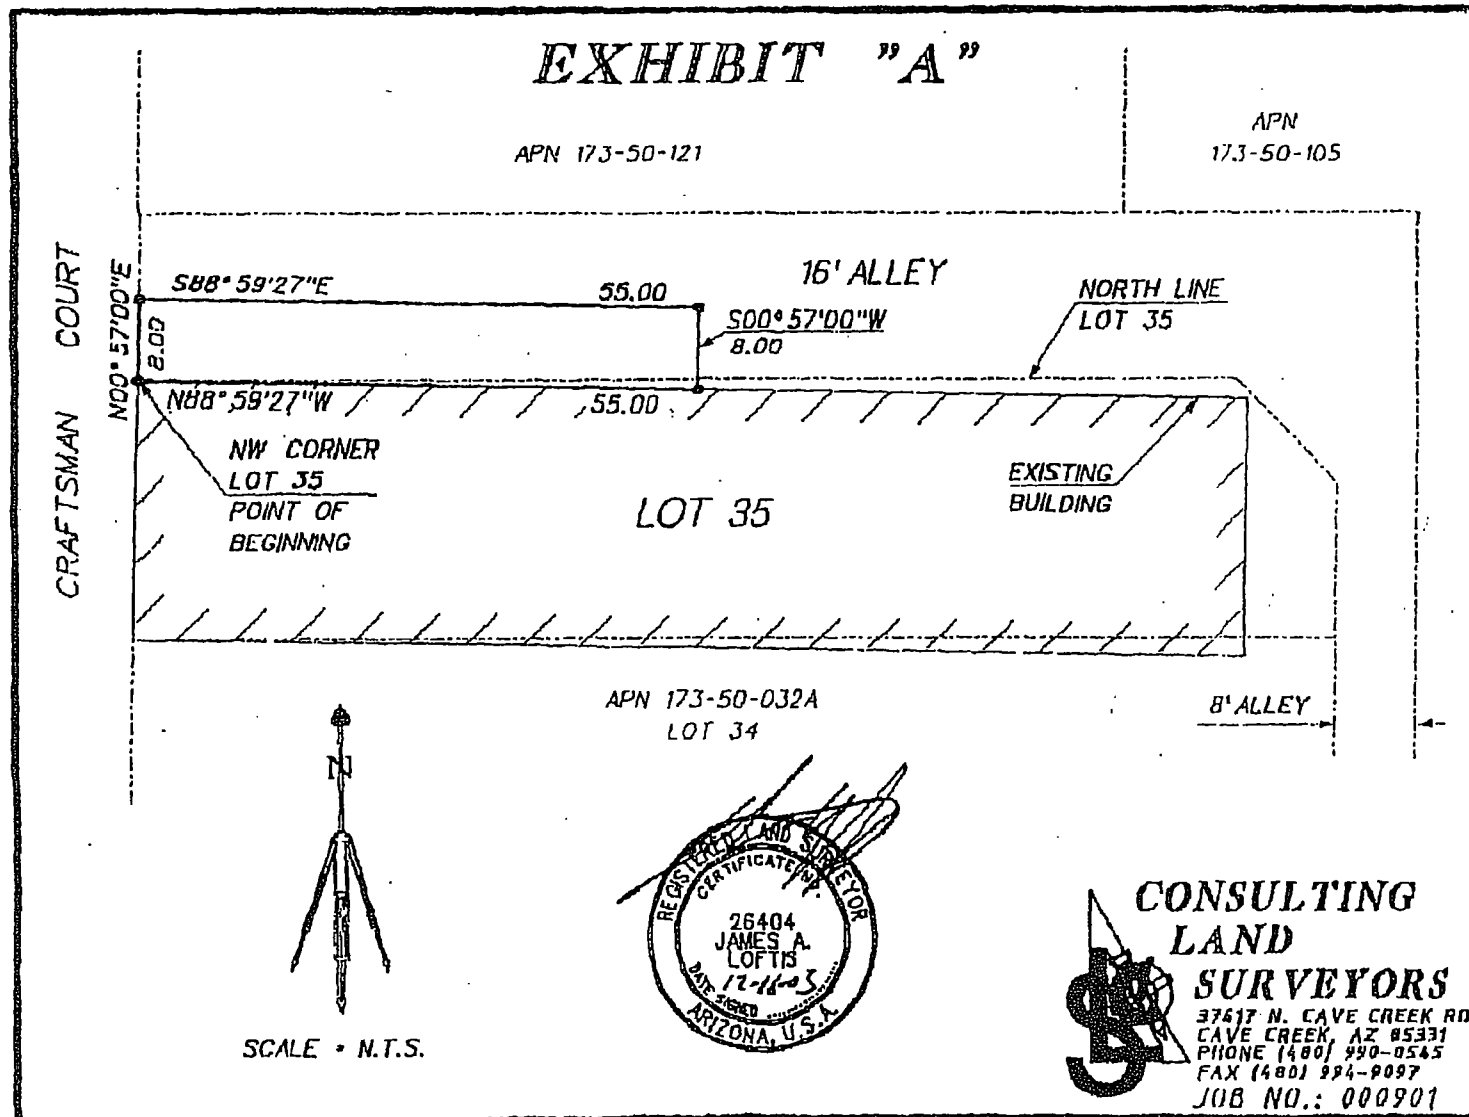 EXHIBIT "A"
APN 173-50-121
APN
173-50-105
CRAFTSMAN COURT
N00°57'00"E
8.00
S88°59'27"E 55.00
16' ALLEY
S00°57'00"W
8.00
NORTH LINE
LOT 35
N88°59'27"W 55.00
NW CORNER
LOT 35
POINT OF
BEGINNING
LOT 35
EXISTING
BUILDING
APN 173-50-032A
LOT 34
8' ALLEY
N
SCALE = N.T.S.
REGISTERED LAND SURVEYOR
CERTIFICATE NO.
26404
JAMES A.
LOFTIS
DATE SIGNED
ARIZONA, U.S.A.
CONSULTING
LAND
SURVEYORS
37617 N. CAVE CREEK RD
CAVE CREEK, AZ 85331
PHONE (480) 990-0545
FAX (480) 994-9097
JOB NO.: 000901